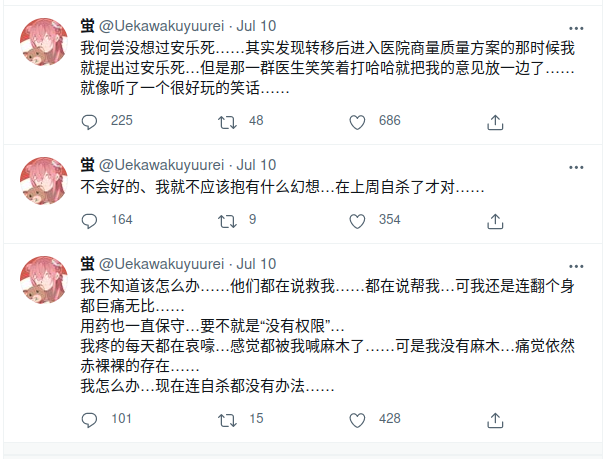 蛍 @Uekawakuyuurei · Jul 10
我何尝没想过安乐死……其实发现转移后进入医院商量质量方案的那时候我
就提出过安乐死…但是那一群医生笑笑着打哈哈就把我的意见放一边了……
就像听了一个很好玩的笑话……
225 48 686
蛍 @Uekawakuyuurei · Jul 10
不会好的、我就不应该抱有什么幻想…在上周自杀了才对……
164 9 354
蛍 @Uekawakuyuurei · Jul 10
我不知道该怎么办……他们都在说救我……都在说帮我…可我还是连翻个身
都巨痛无比……
用药也一直保守…要不就是“没有权限”…
我疼的每天都在哀嚎…感觉都被我喊麻木了……可是我没有麻木…痛觉依然
赤裸裸的存在……
我怎么办…现在连自杀都没有办法……
101 15 428